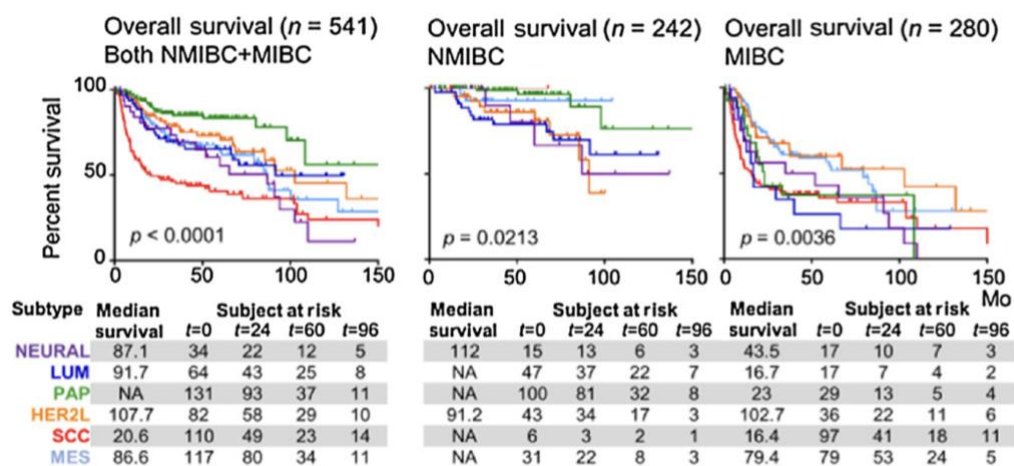 Overall survival (n = 541)
Both NMIBC+MIBC
Overall survival (n = 242)
NMIBC
Overall survival (n = 280)
MIBC
Percent survival
100
50
0
p < 0.0001
p = 0.0213
p = 0.0036
0 50 100 150
0 50 100 150
0 50 100 150
Mo
Subtype Median survival Subject at risk t=0 t=24 t=60 t=96 Median survival Subject at risk t=0 t=24 t=60 t=96 Median survival Subject at risk t=0 t=24 t=60 t=96
NEURAL 87.1 34 22 12 5 112 15 13 6 3 43.5 17 10 7 3
LUM 91.7 64 43 25 8 NA 47 37 22 7 16.7 17 7 4 2
PAP NA 131 93 37 11 NA 100 81 32 8 23 29 13 5 4
HER2L 107.7 82 58 29 10 91.2 43 34 17 3 102.7 36 22 11 6
SCC 20.6 110 49 23 14 NA 6 3 2 1 16.4 97 41 18 11
MES 86.6 117 80 34 11 NA 31 22 8 3 79.4 79 53 24 5